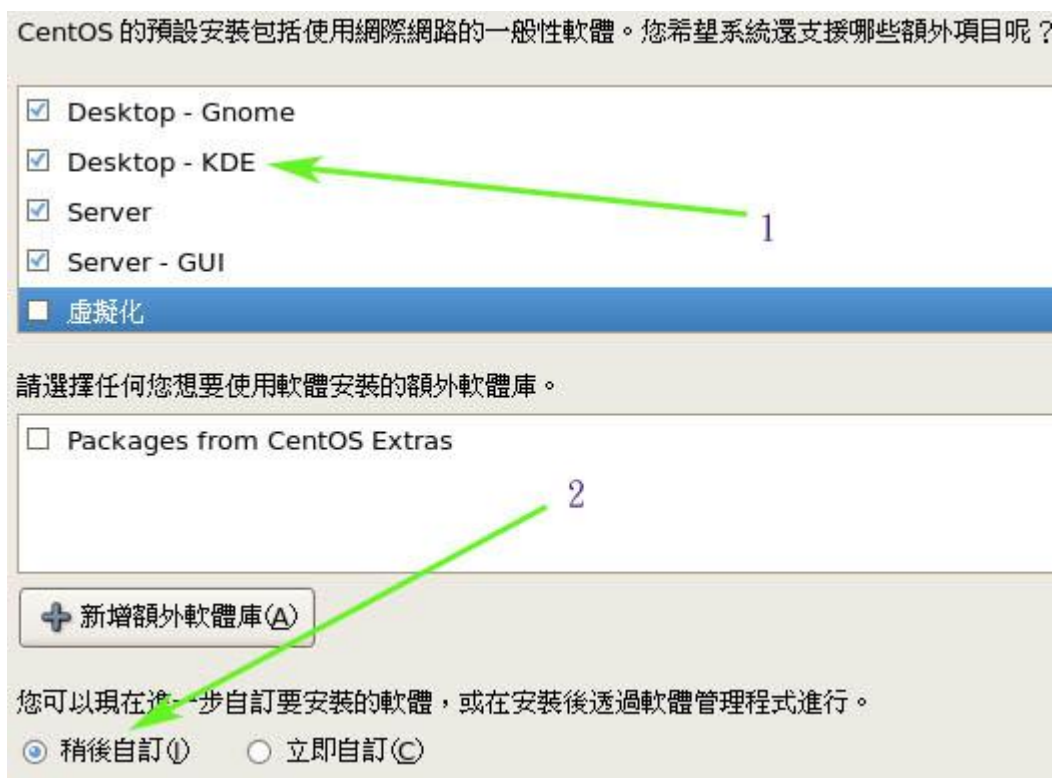 CentOS 的預設安裝包括使用網際網路的一般性軟體。您希望系統還支援哪些額外項目呢？
Desktop - Gnome
Desktop - KDE
1
Server
Server - GUI
虛擬化
請選擇任何您想要使用軟體安裝的額外軟體庫。
Packages from CentOS Extras
2
新增額外軟體庫(A)
您可以現在進一步自訂要安裝的軟體，或在安裝後透過軟體管理程式進行。
稍後自訂(l) 立即自訂(C)